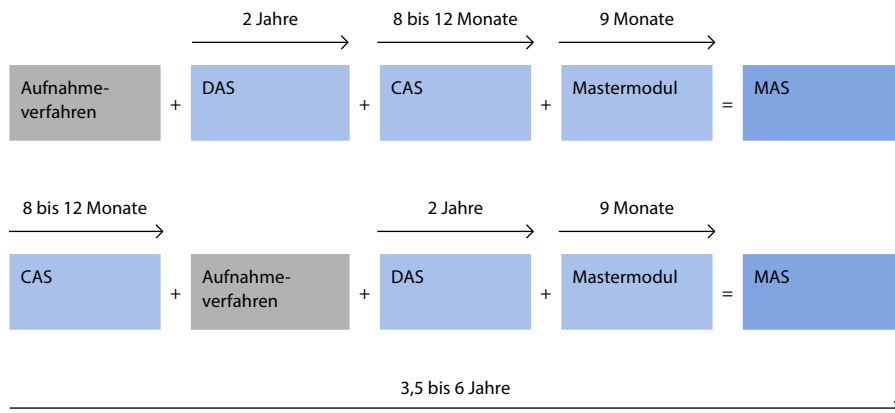 2 Jahre
8 bis 12 Monate
9 Monate
Aufnahme-
verfahren
+
DAS
+
CAS
+
Mastermodul
=
MAS
8 bis 12 Monate
2 Jahre
9 Monate
CAS
+
Aufnahme-
verfahren
+
DAS
+
Mastermodul
=
MAS
3,5 bis 6 Jahre